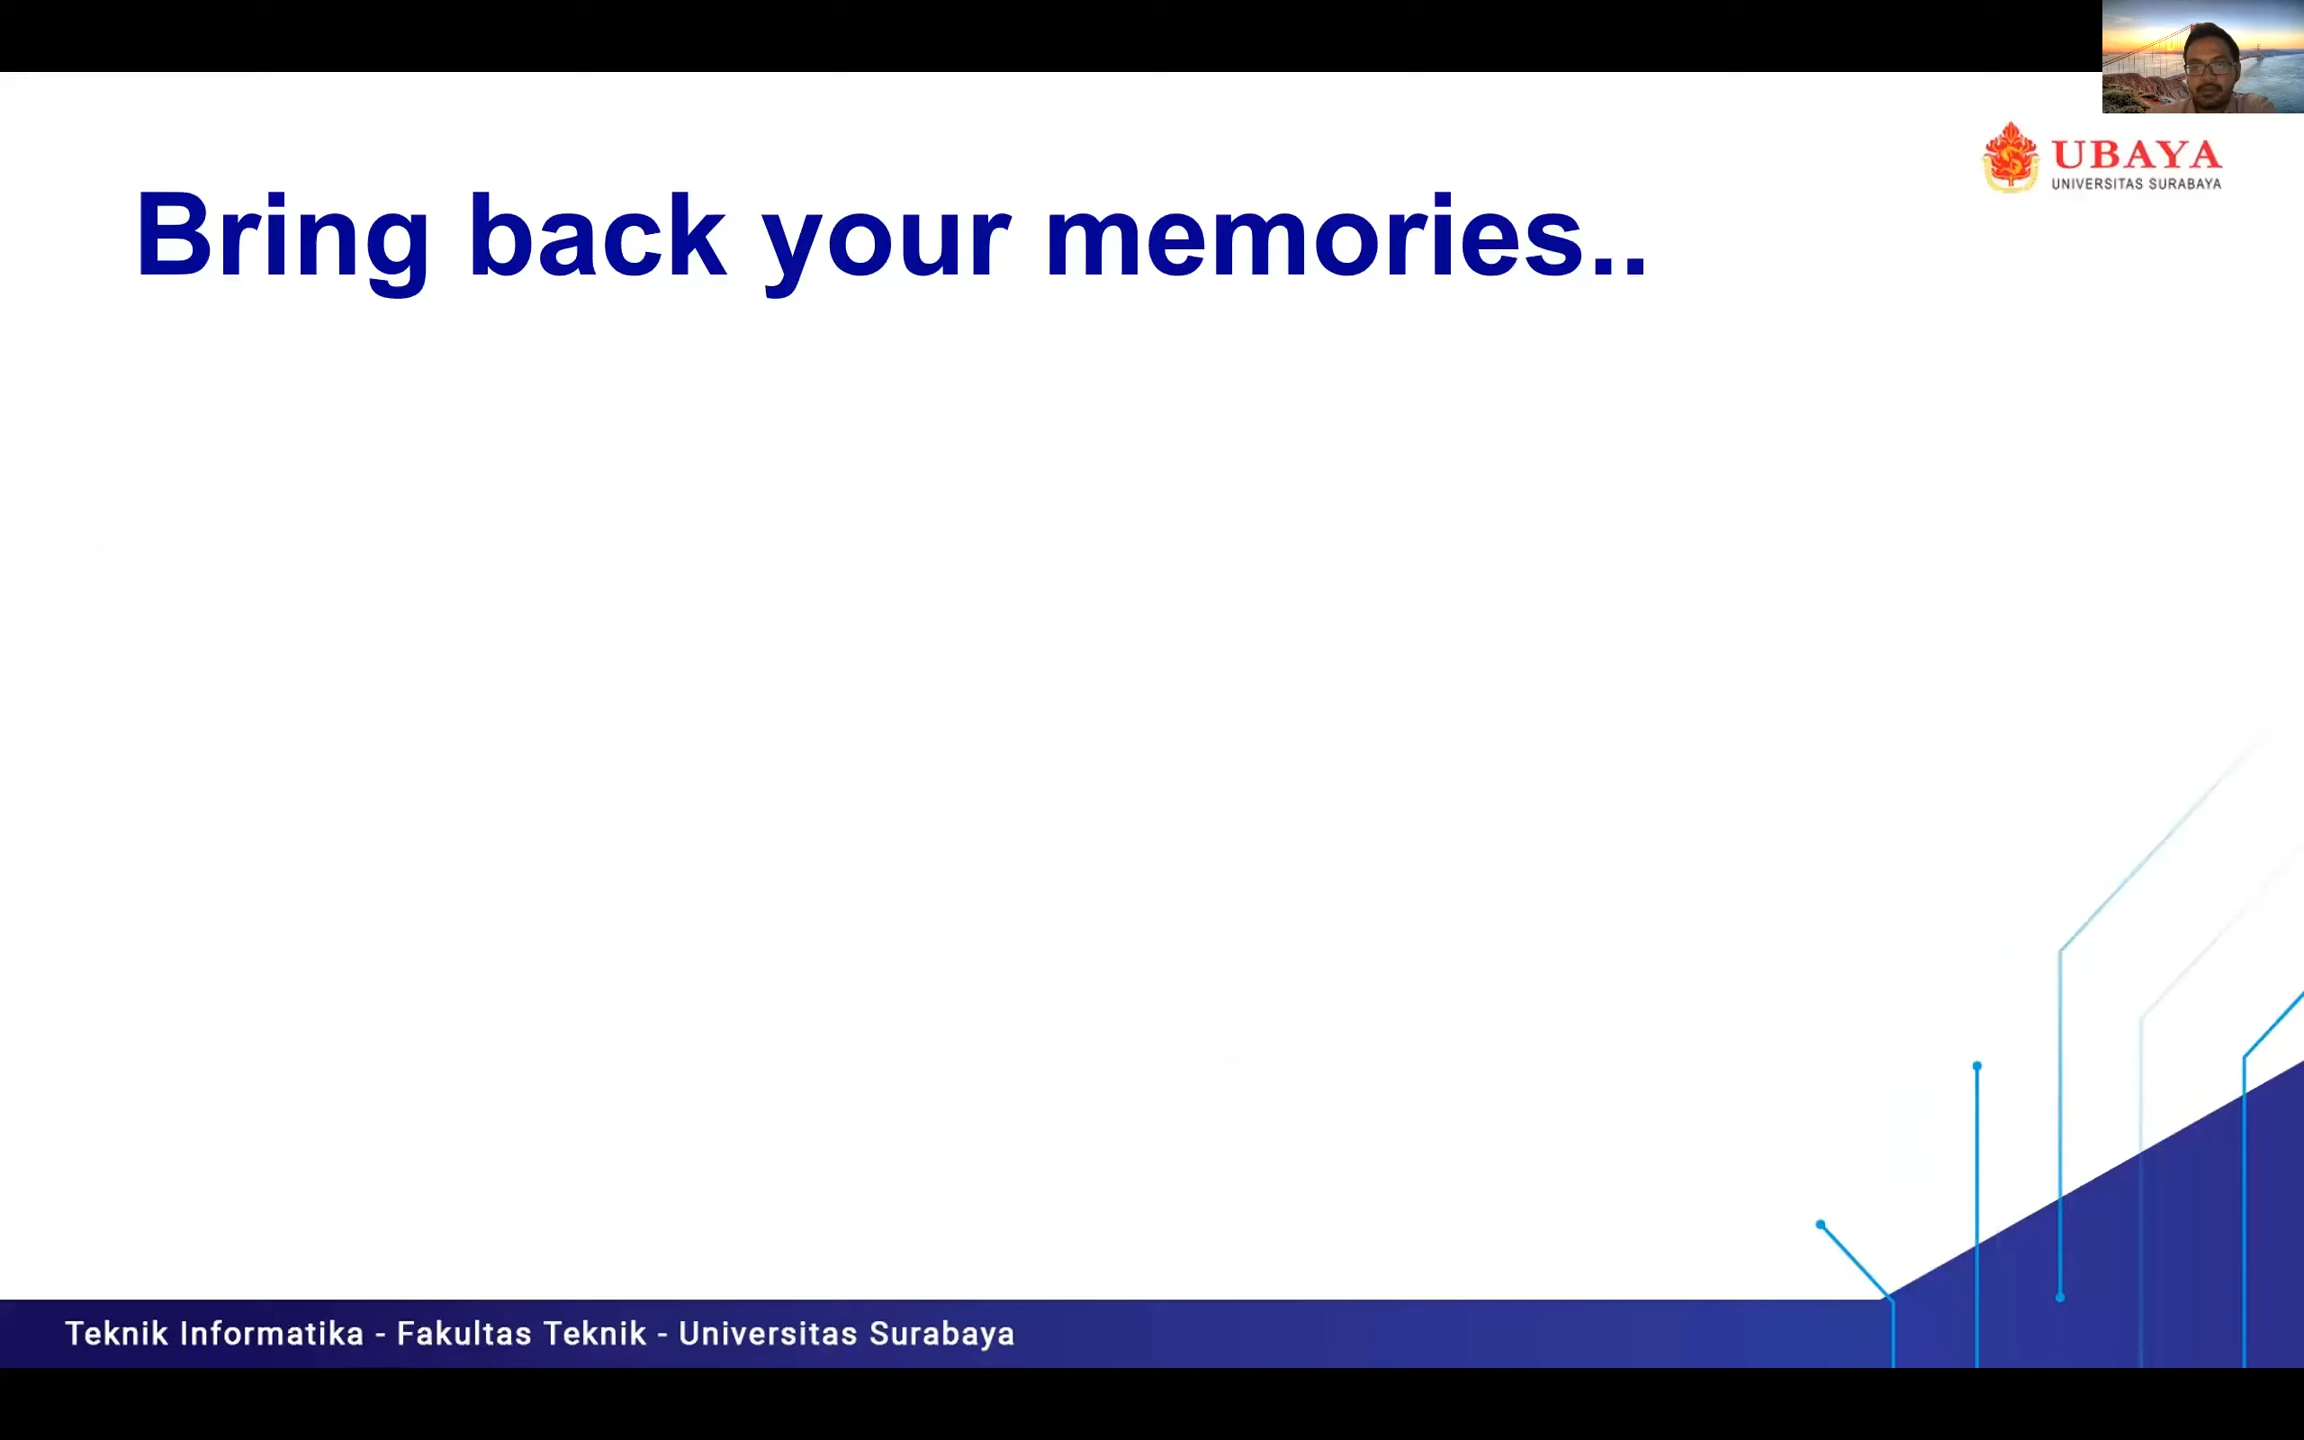 UBAYA
UNIVERSITAS SURABAYA
Bring back your memories..
Teknik Informatika - Fakultas Teknik - Universitas Surabaya